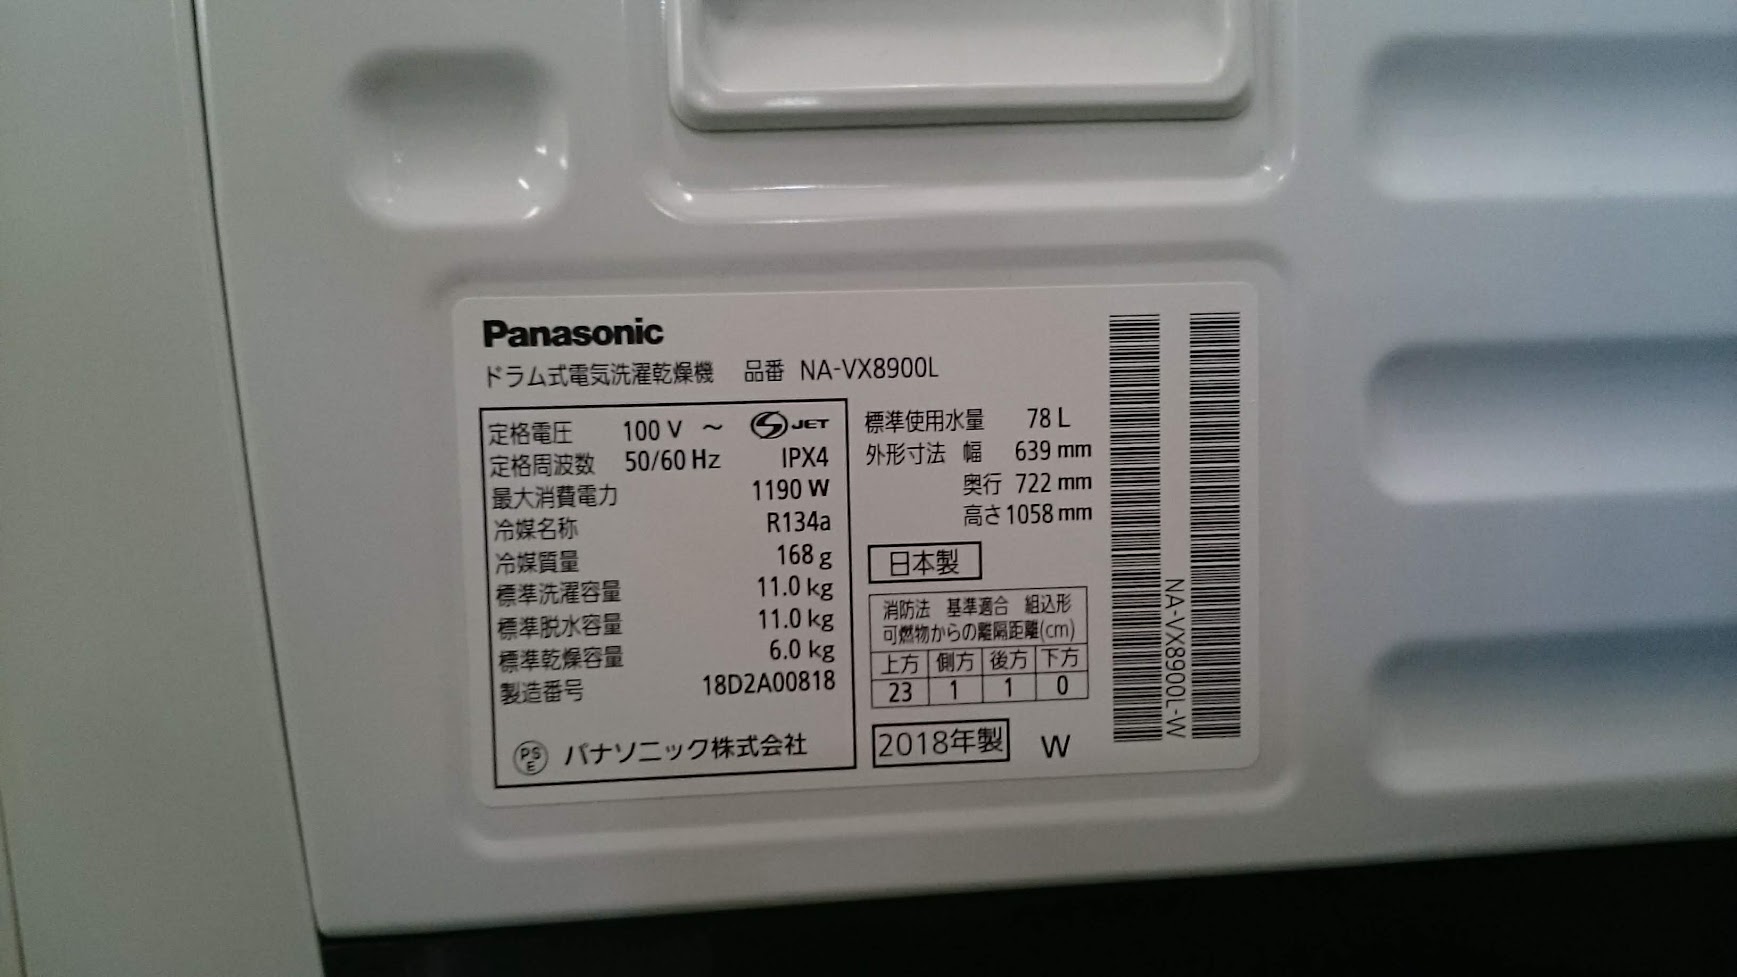 Panasonic
ドラム式電気洗濯乾燥機 品番 NA-VX8900L
定格電圧 100 V ～ S JET
定格周波数 50/60 Hz IPX4
最大消費電力 1190 W
冷媒名称 R134a
冷媒質量 168 g
標準洗濯容量 11.0 kg
標準脱水容量 11.0 kg
標準乾燥容量 6.0 kg
製造番号 18D2A00818
PSE パナソニック株式会社
標準使用水量 78 L
外形寸法 幅 639 mm
奥行 722 mm
高さ 1058 mm
日本製
消防法 基準適合 組込形
可燃物からの離隔距離(cm)
上方 側方 後方 下方
23 1 1 0
2018年製 W
NA-VX8900L-W